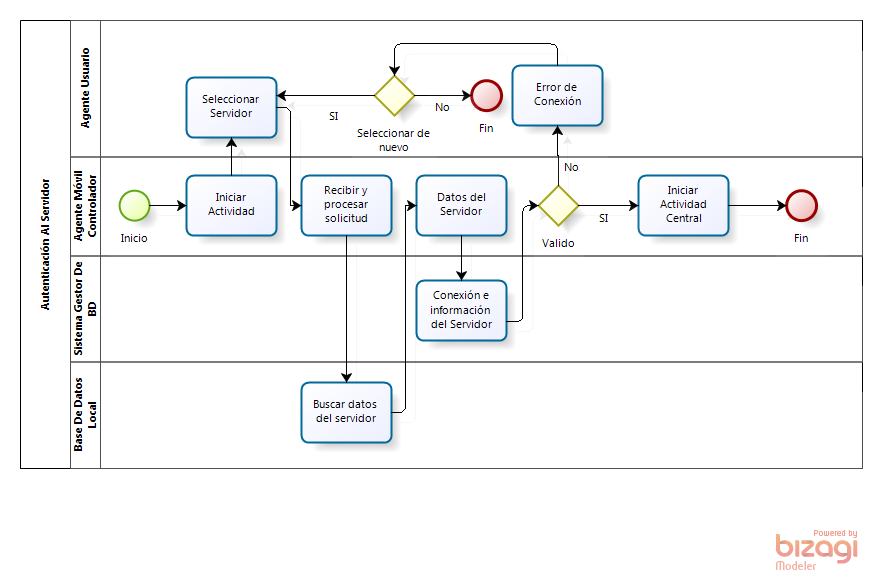 Autenticación Al Servidor
Agente Usuario
Seleccionar
Servidor
SI
Seleccionar de
nuevo
No
Fin
Error de
Conexión
Agente Móvil
Controlador
Inicio
Iniciar
Actividad
Recibir y
procesar
solicitud
Datos del
Servidor
No
Valido
SI
Iniciar
Actividad
Central
Fin
Sistema Gestor De
BD
Conexión e
información
del Servidor
Base De Datos
Local
Buscar datos
del servidor
Powered by
bizagi
Modeler